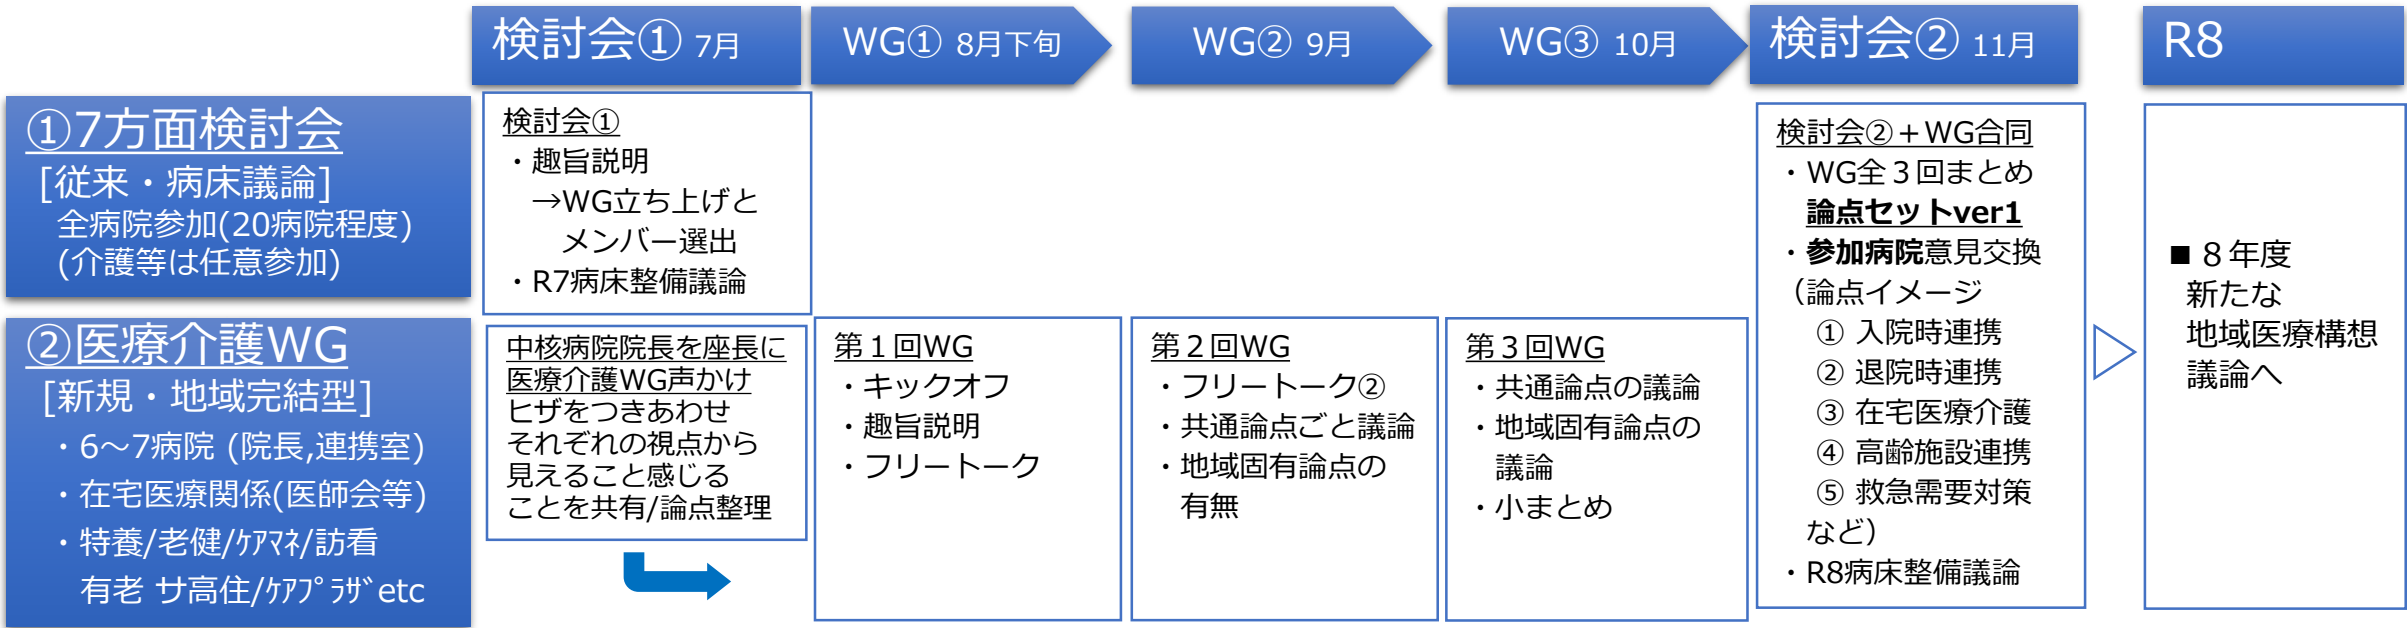 検討会① 7月
WG① 8月下旬
WG② 9月
WG③ 10月
検討会② 11月
R8
①7方面検討会
[従来・病床議論]
全病院参加(20病院程度)
(介護等は任意参加)
検討会①
・趣旨説明
→WG立ち上げと
メンバー選出
・R7病床整備議論
検討会②＋WG合同
・WG全３回まとめ
論点セットver1
・参加病院意見交換
（論点イメージ
① 入院時連携
② 退院時連携
③ 在宅医療介護
④ 高齢施設連携
⑤ 救急需要対策
など）
・R8病床整備議論
■８年度
新たな
地域医療構想
議論へ
②医療介護WG
[新規・地域完結型]
・6～7病院 (院長,連携室)
・在宅医療関係(医師会等)
・特養/老健/ｹｱﾏﾈ/訪看
有老 サ高住/ｹｱﾌﾟﾗｻﾞetc
中核病院院長を座長に
医療介護WG声かけ
ヒザをつきあわせ
それぞれの視点から
見えること感じる
ことを共有/論点整理
第１回WG
・キックオフ
・趣旨説明
・フリートーク
第２回WG
・フリートーク②
・共通論点ごと議論
・地域固有論点の
有無
第３回WG
・共通論点の議論
・地域固有論点の
議論
・小まとめ